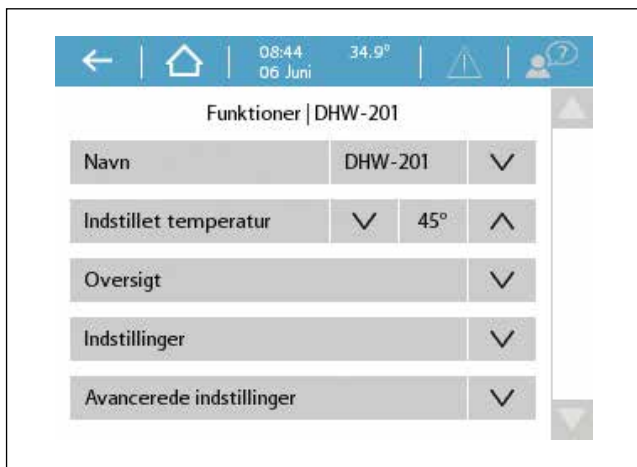 08:44 34.9°
06 Juni
?
Funktioner | DHW-201
Navn DHW-201
Indstillet temperatur 45°
Oversigt
Indstillinger
Avancerede indstillinger